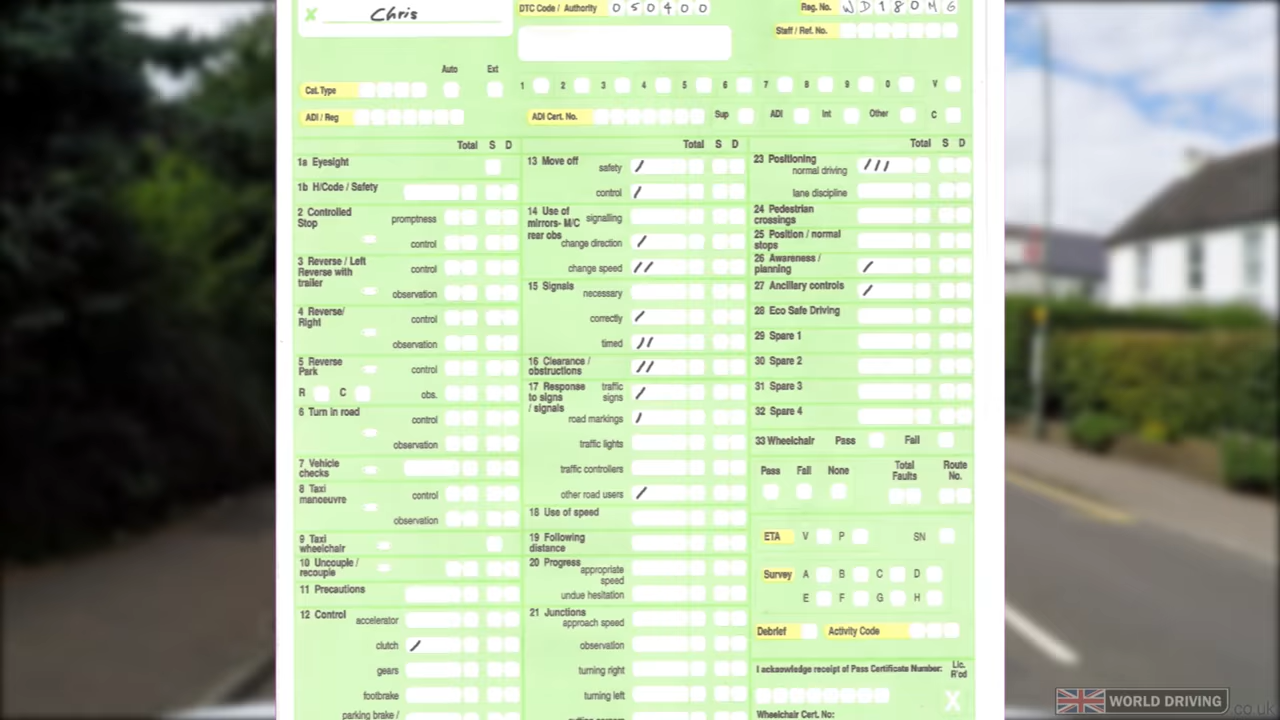 X Chris
DTC Code / Authority 0 5 0 4 0 0
Reg. No. W D 1 8 0 M G
Staff / Ref. No.
Auto Ext
Cat. Type
1 2 3 4 5 6 7 8 9 0 V
ADI / Reg
ADI Cert. No.
Sup ADI Int Other C
Total S D
1a Eyesight
1b H/Code / Safety
2 Controlled Stop promptness
control
3 Reverse / Left Reverse with trailer control
observation
4 Reverse/ Right control
observation
5 Reverse Park control
R C obs.
6 Turn in road control
observation
7 Vehicle checks
8 Taxi manoeuvre control
observation
9 Taxi wheelchair
10 Uncouple / recouple
11 Precautions
12 Control accelerator
clutch /
gears
footbrake
parking brake /
Total S D
13 Move off safety /
control /
14 Use of mirrors- M/C rear obs signalling
change direction /
change speed //
15 Signals necessary
correctly /
timed //
16 Clearance / obstructions //
17 Response to signs / signals traffic signs /
road markings /
traffic lights
traffic controllers
other road users /
18 Use of speed
19 Following distance
20 Progress appropriate speed
undue hesitation
21 Junctions approach speed
observation
turning right
turning left
Total S D
23 Positioning normal driving ///
lane discipline
24 Pedestrian crossings
25 Position / normal stops
26 Awareness / planning /
27 Ancillary controls /
28 Eco Safe Driving
29 Spare 1
30 Spare 2
31 Spare 3
32 Spare 4
33 Wheelchair Pass Fail
Pass Fail None Total Faults Route No.
ETA V P SN
Survey A B C D
E F G H
Debrief Activity Code
I acknowledge receipt of Pass Certificate Number: Lic. R'cd
X
Wheelchair Cert. No:
WORLD DRIVING .co.uk